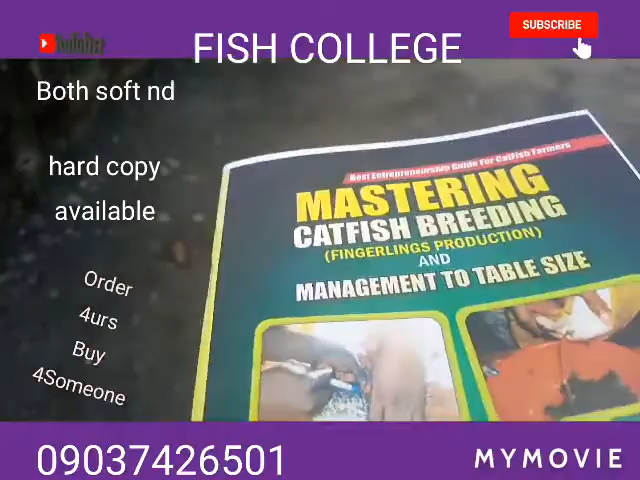 SUBSCRIBE
FISH COLLEGE
Both soft nd
hard copy
available
Order
4urs
Buy
4Someone
Best Entrepreneurship Guide For Catfish Farmers
MASTERING
CATFISH BREEDING
(FINGERLINGS PRODUCTION)
AND
MANAGEMENT TO TABLE SIZE
09037426501
MYMOVIE